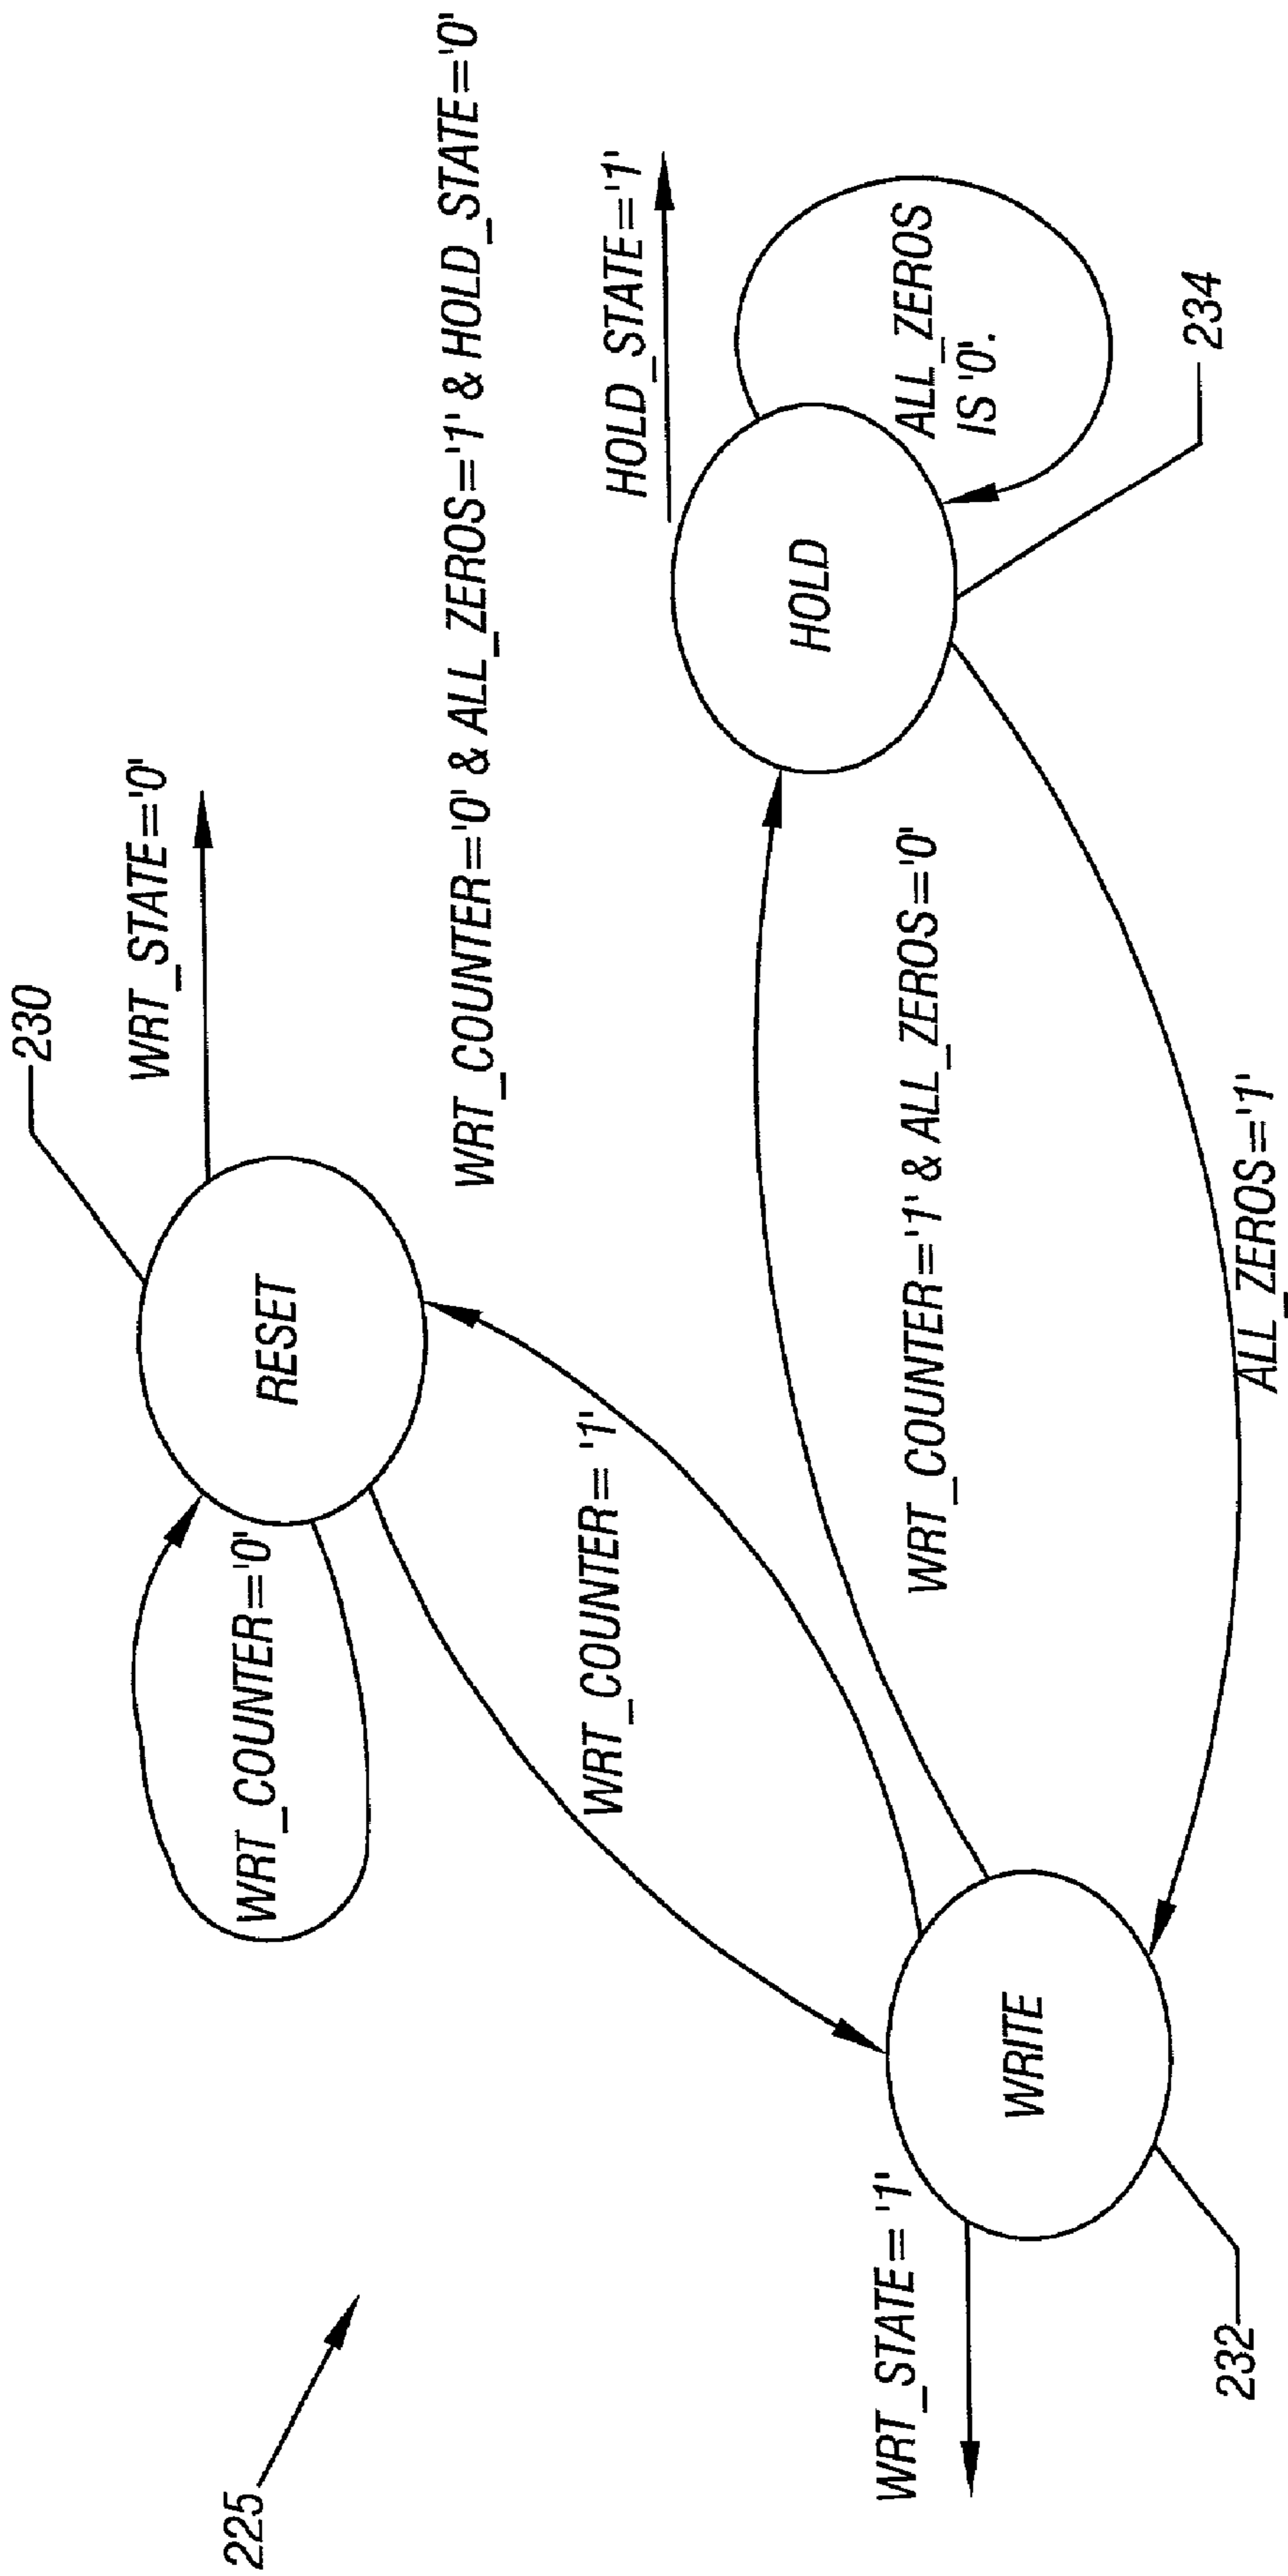 225
230
WRT_STATE='0'
RESET
WRT_COUNTER='0'
WRT_COUNTER='0' & ALL_ZEROS='1' & HOLD_STATE='0'
WRT_COUNTER= '1'
HOLD_STATE='1'
HOLD
ALL_ZEROS
IS '0'.
234
WRT_COUNTER='1' & ALL_ZEROS='0'
WRT_STATE= '1'
WRITE
232
ALL_ZEROS='1'